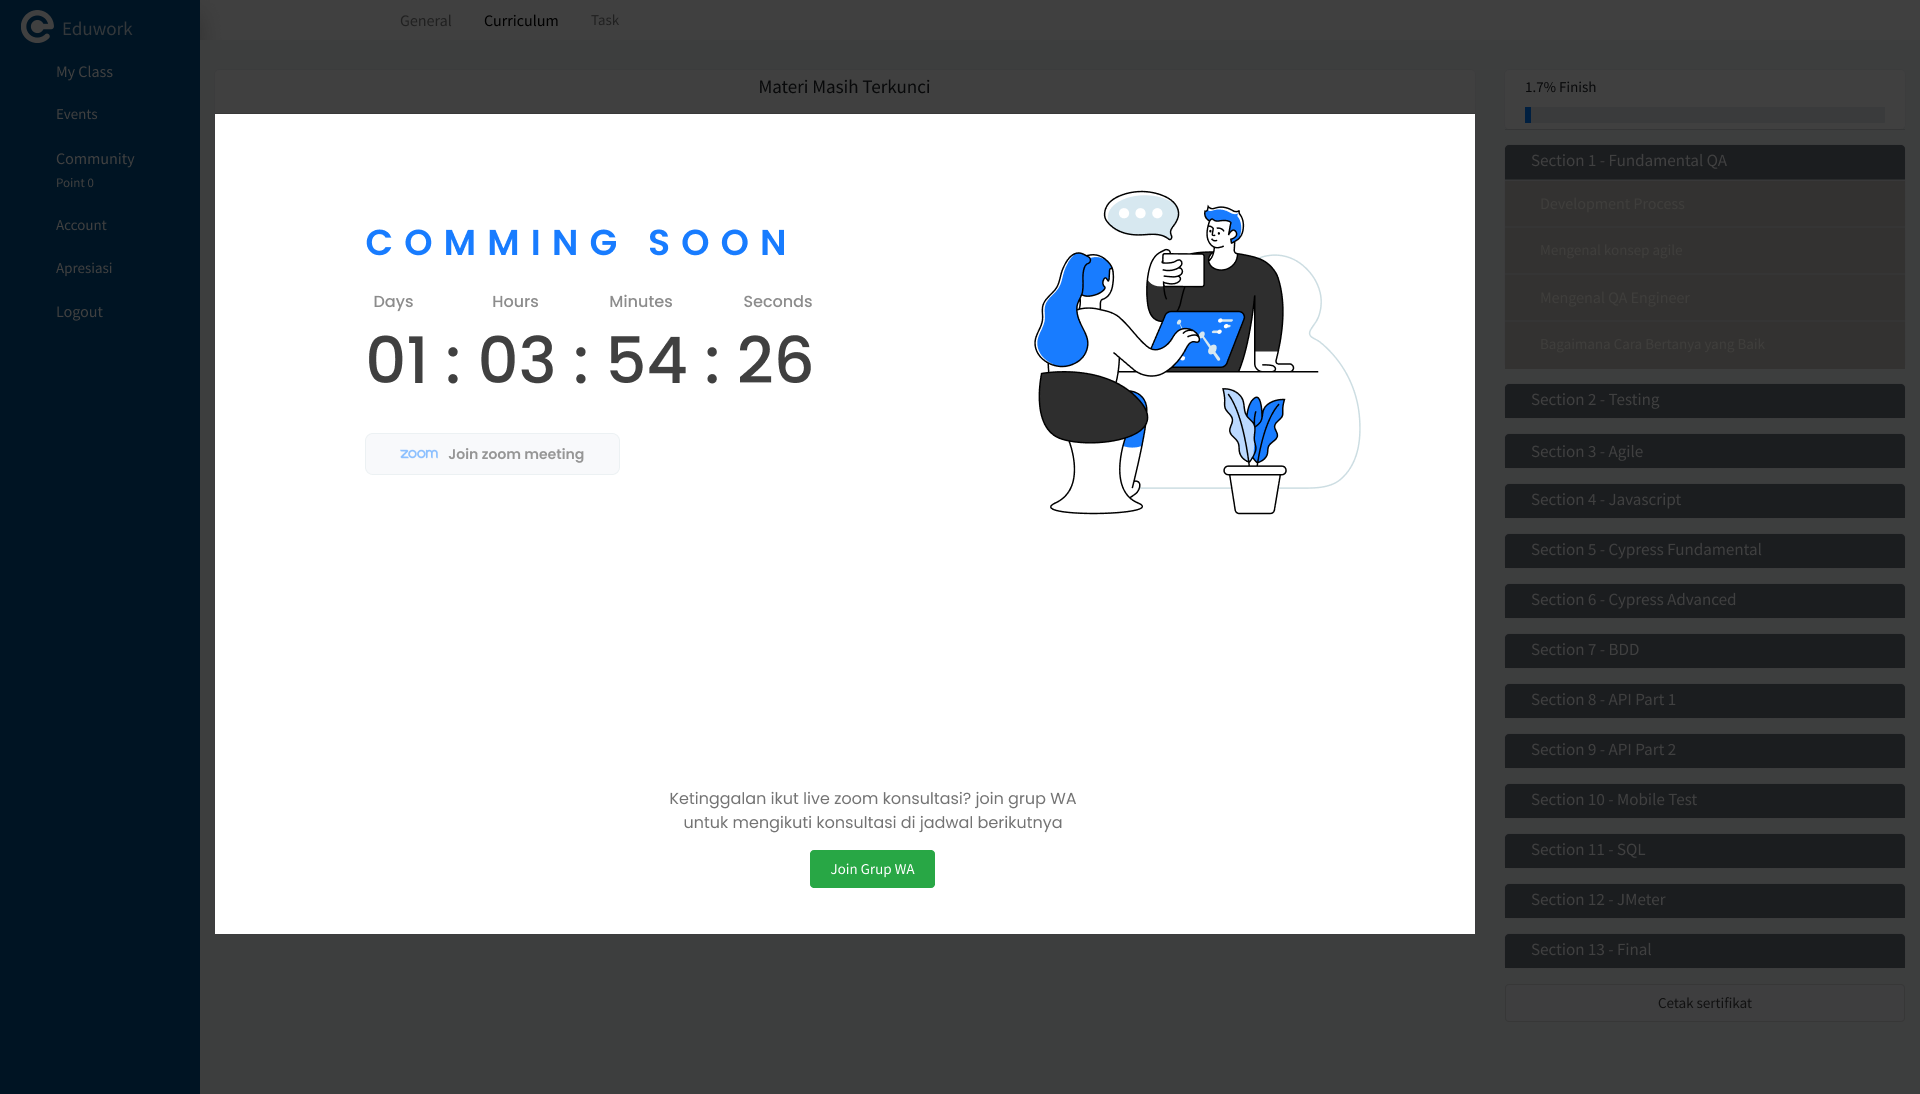 Eduwork
My Class
Events
Community
Point 0
Account
Apresiasi
Logout
General Curriculum Task
Materi Masih Terkunci
COMMING SOON
Days Hours Minutes Seconds
01 : 03 : 54 : 26
zoom Join zoom meeting
Ketinggalan ikut live zoom konsultasi? join grup WA
untuk mengikuti konsultasi di jadwal berikutnya
Join Grup WA
1.7% Finish
Section 1 - Fundamental QA
Development Process
Mengenal konsep agile
Mengenal QA Engineer
Bagaimana Cara Bertanya yang Baik
Section 2 - Testing
Section 3 - Agile
Section 4 - Javascript
Section 5 - Cypress Fundamental
Section 6 - Cypress Advanced
Section 7 - BDD
Section 8 - API Part 1
Section 9 - API Part 2
Section 10 - Mobile Test
Section 11 - SQL
Section 12 - JMeter
Section 13 - Final
Cetak sertifikat